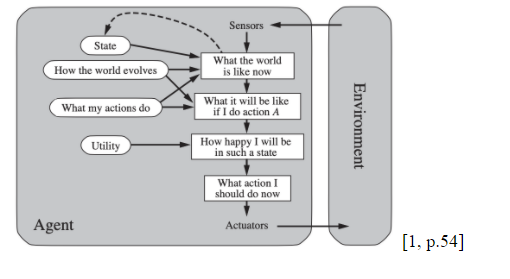 Sensors
State
What the world
is like now
How the world evolves
What it will be like
if I do action A
What my actions do
How happy I will be
in such a state
Utility
What action I
should do now
Agent
Actuators
Environment
[1, p.54]